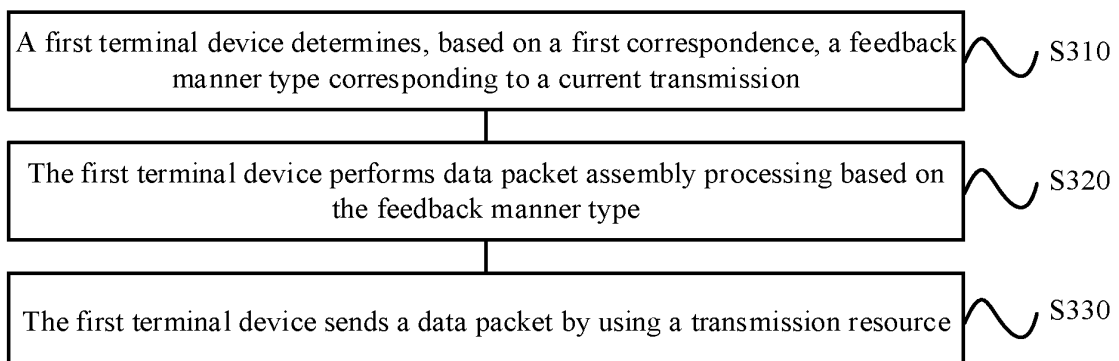 A first terminal device determines, based on a first correspondence, a feedback
manner type corresponding to a current transmission
S310
The first terminal device performs data packet assembly processing based on
the feedback manner type
S320
The first terminal device sends a data packet by using a transmission resource
S330